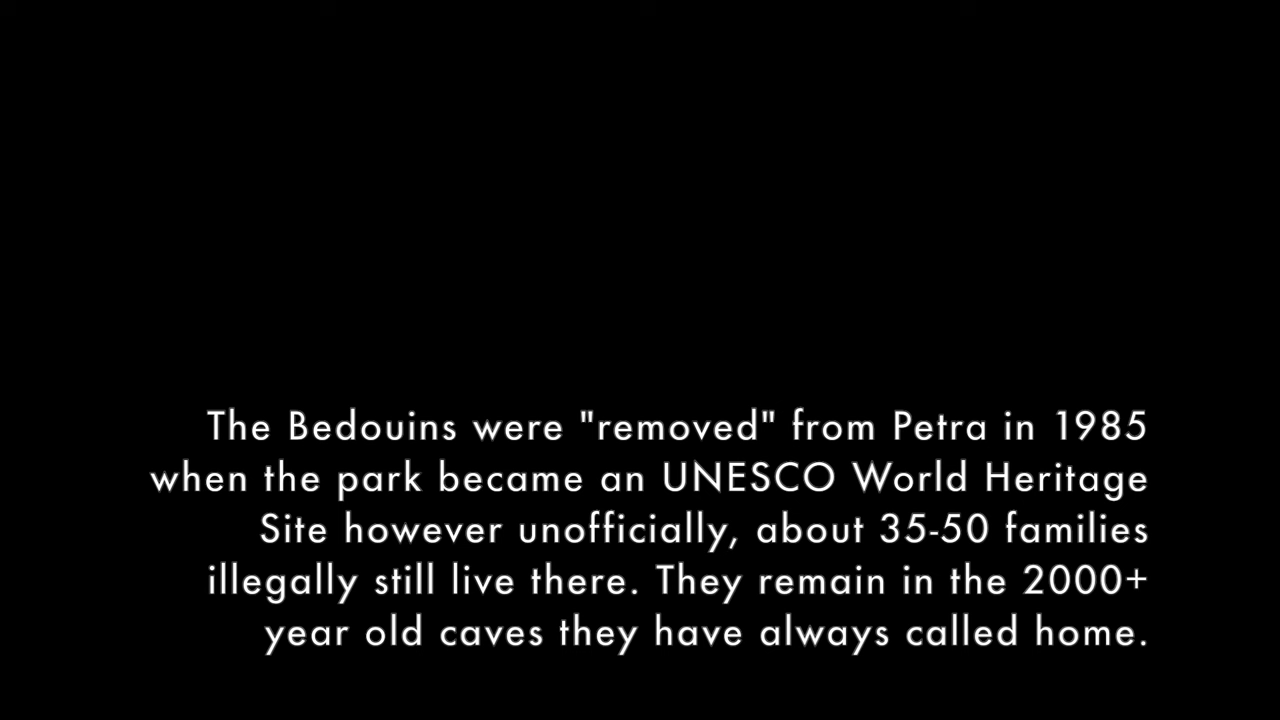 The Bedouins were "removed" from Petra in 1985
when the park became an UNESCO World Heritage
Site however unofficially, about 35-50 families
illegally still live there. They remain in the 2000+
year old caves they have always called home.